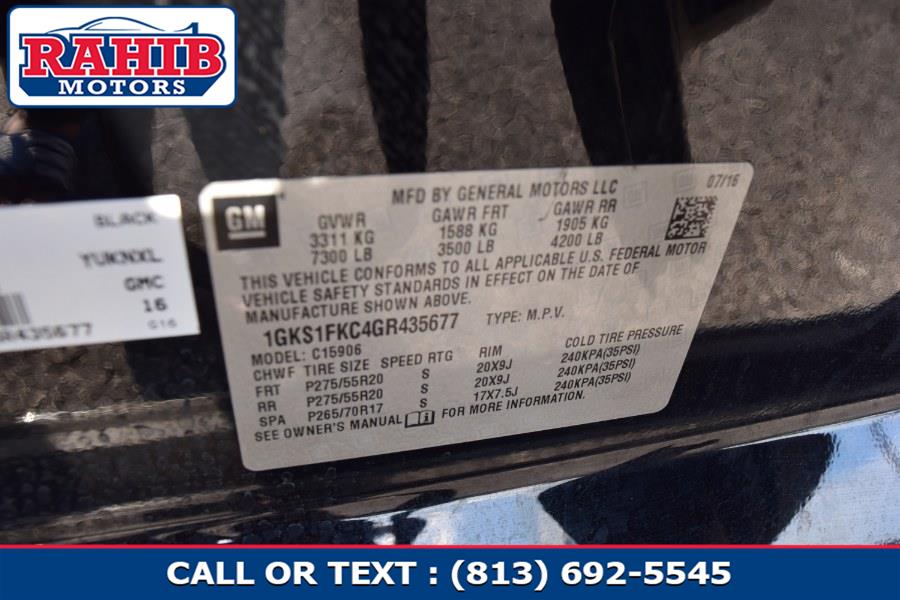 RAHIB
MOTORS
BLACK
YUKNXL
GMC
16
G16
R435677
GM
MFD BY GENERAL MOTORS LLC
07/16
GVWR GAWR FRT GAWR RR
3311 KG 1588 KG 1905 KG
7300 LB 3500 LB 4200 LB
THIS VEHICLE CONFORMS TO ALL APPLICABLE U.S. FEDERAL MOTOR
VEHICLE SAFETY STANDARDS IN EFFECT ON THE DATE OF
MANUFACTURE SHOWN ABOVE.
1GKS1FKC4GR435677 TYPE: M.P.V.
MODEL: C15906
CHWF TIRE SIZE SPEED RTG RIM COLD TIRE PRESSURE
FRT P275/55R20 S 20X9J 240KPA(35PSI)
RR P275/55R20 S 20X9J 240KPA(35PSI)
SPA P265/70R17 S 17X7.5J 240KPA(35PSI)
SEE OWNER'S MANUAL FOR MORE INFORMATION.
CALL OR TEXT : (813) 692-5545